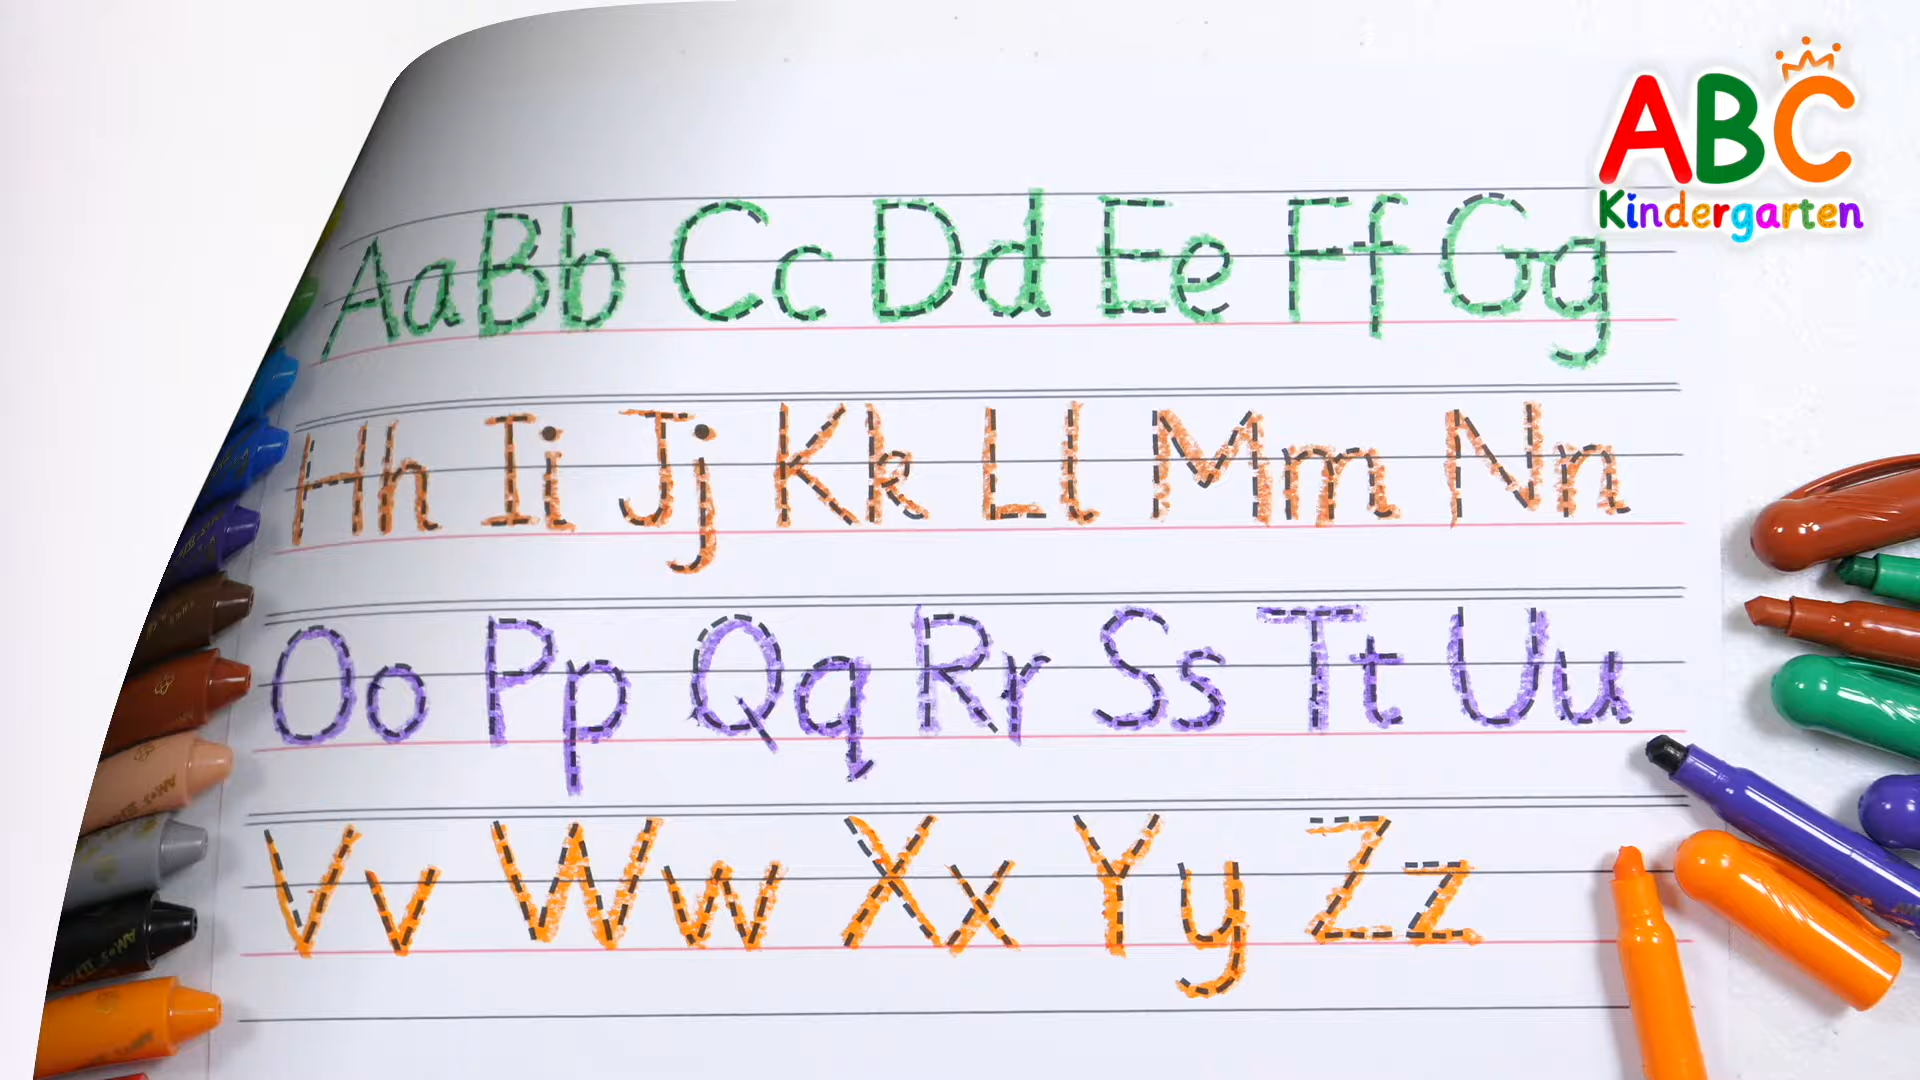 ABC
Kindergarten
Aa Bb Cc Dd Ee Ff Gg
Hh Ii Jj Kk Ll Mm Nn
Oo Pp Qq Rr Ss Tt Uu
Vv Ww Xx Yy Zz